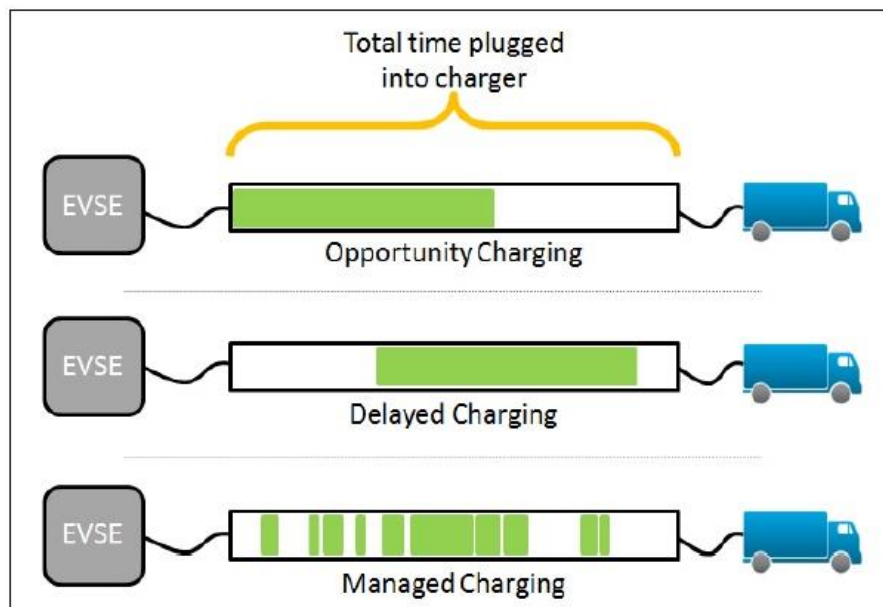 Total time plugged
into charger
EVSE
Opportunity Charging
EVSE
Delayed Charging
EVSE
Managed Charging